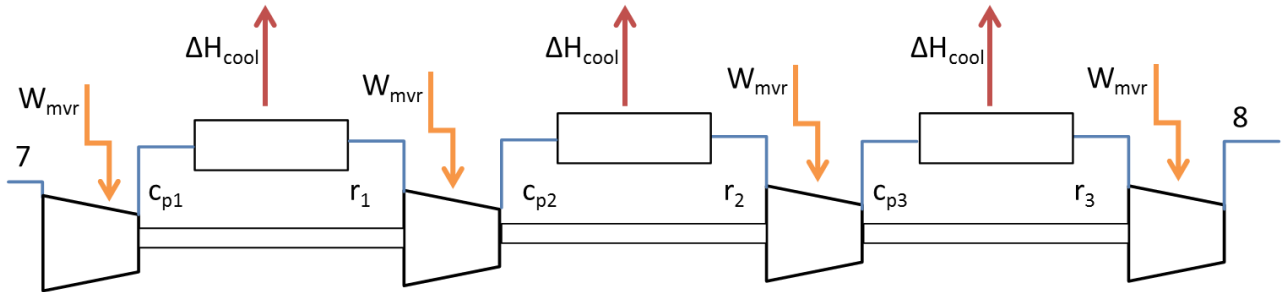 ΔH_cool
ΔH_cool
ΔH_cool
W_mvr
W_mvr
W_mvr
W_mvr
7
8
c_p1
r_1
c_p2
r_2
c_p3
r_3